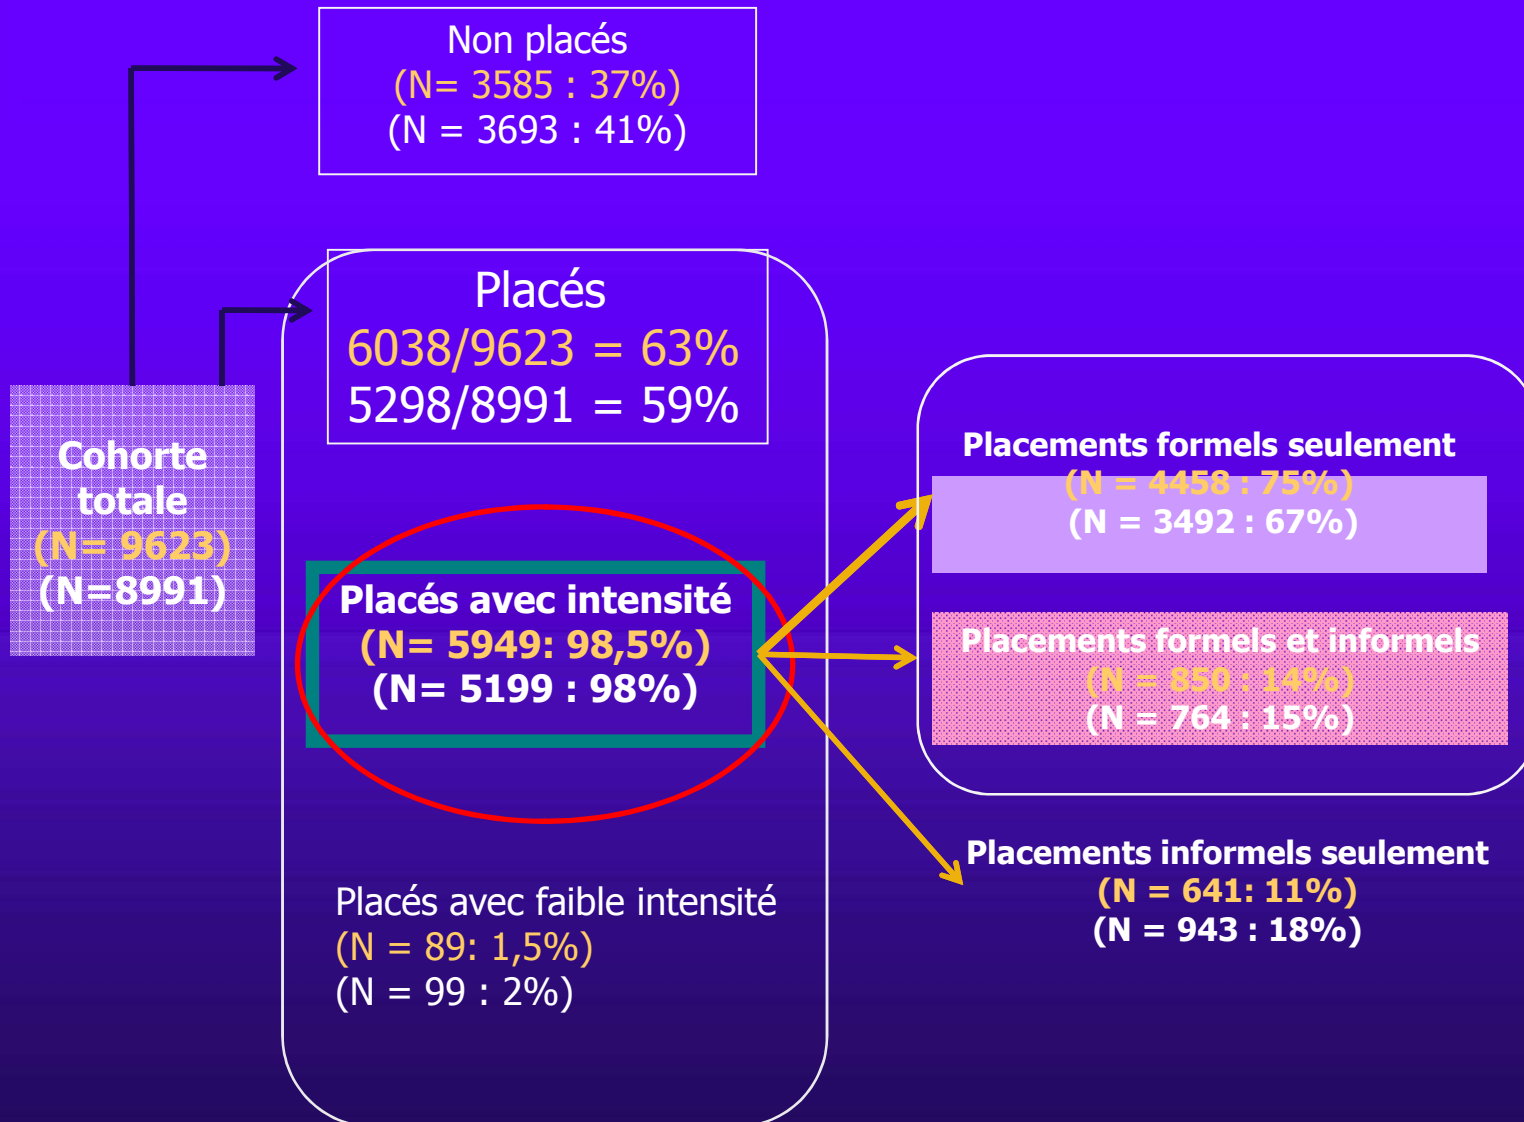 Non placés
(N= 3585 : 37%)
(N = 3693 : 41%)
Placés
6038/9623 = 63%
5298/8991 = 59%
Cohorte
totale
(N= 9623)
(N=8991)
Placés avec intensité
(N= 5949: 98,5%)
(N= 5199 : 98%)
Placés avec faible intensité
(N = 89: 1,5%)
(N = 99 : 2%)
Placements formels seulement
(N = 4458 : 75%)
(N = 3492 : 67%)
Placements formels et informels
(N = 850 : 14%)
(N = 764 : 15%)
Placements informels seulement
(N = 641: 11%)
(N = 943 : 18%)